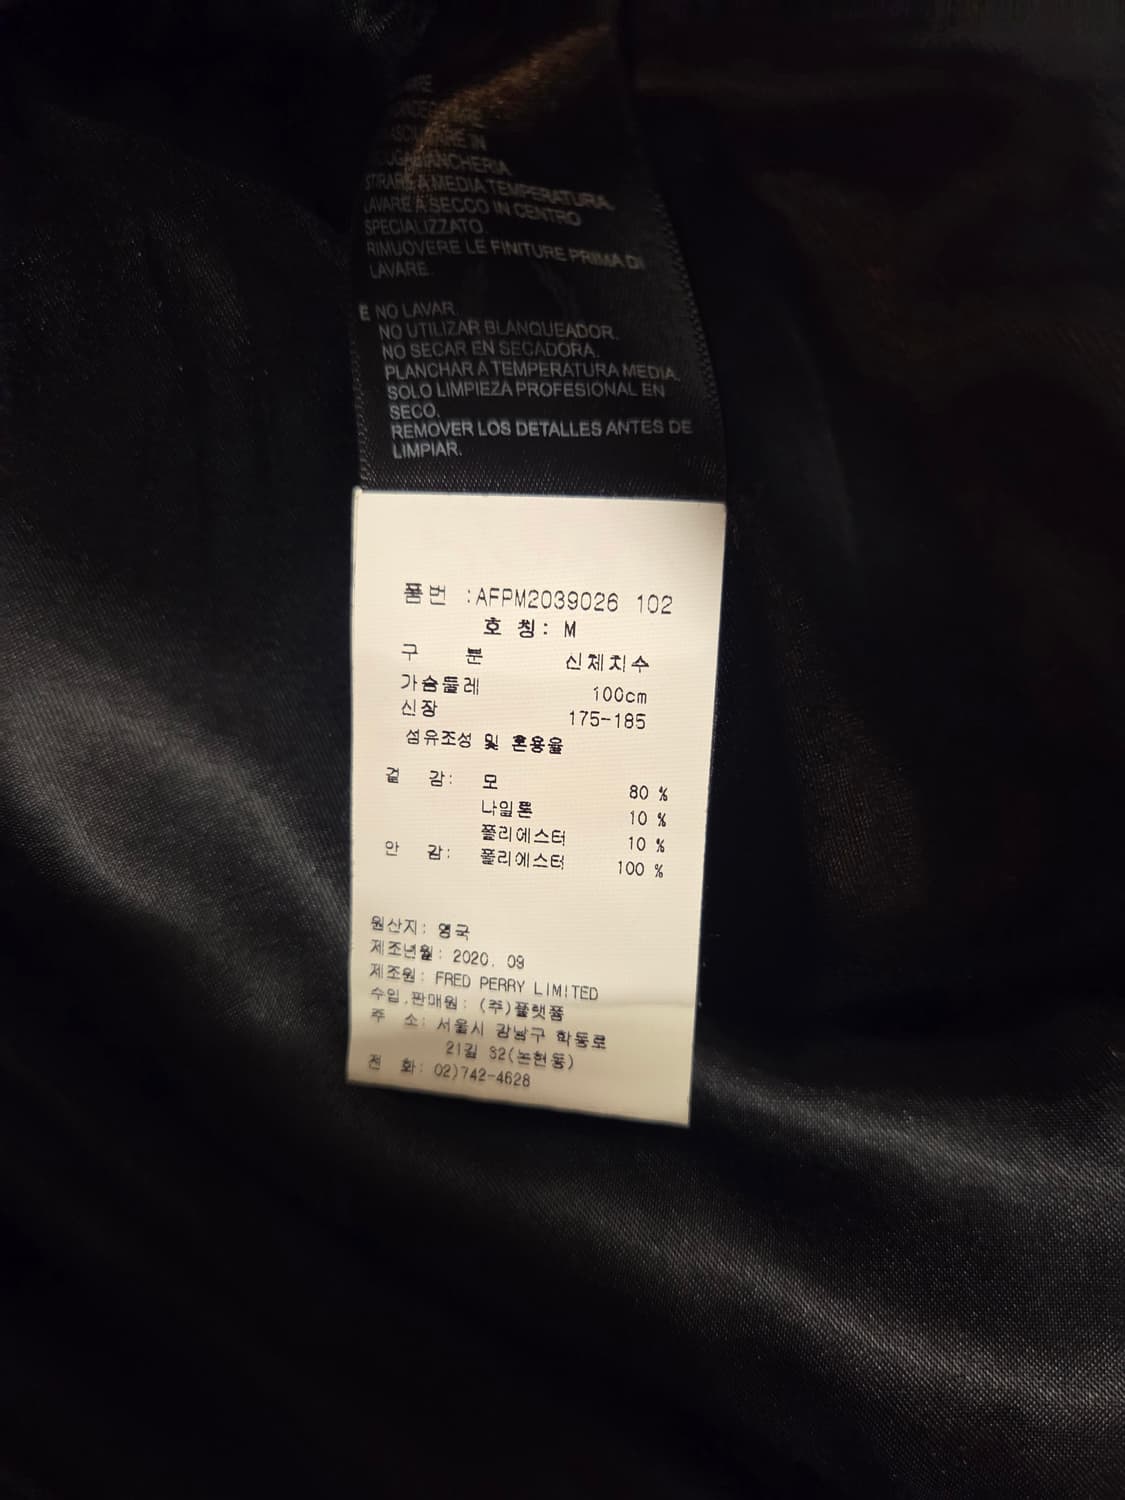 STIRARE A MEDIA TEMPERATURA.
LAVARE A SECCO IN CENTRO
SPECIALIZZATO
RIMUOVERE LE FINITURE PRIMA DI
LAVARE.
E NO LAVAR
NO UTILIZAR BLANQUEADOR.
NO SECAR EN SECADORA.
PLANCHAR A TEMPERATURA MEDIA.
SOLO LIMPIEZA PROFESIONAL EN
SECO.
REMOVER LOS DETALLES ANTES DE
LIMPIAR.
품번 :AFPM2039026 102
호 칭: M
구 분 신체치수
가슴둘레 100cm
신장 175-185
섬유조성 및 혼용율
겉 감: 모 80 %
나일론 10 %
폴리에스터 10 %
안 감: 폴리에스터 100 %
원산지: 영국
제조년월: 2020. 09
제조원: FRED PERRY LIMITED
수입,판매원: (주)플랫폼
주 소: 서울시 강남구 학동로
21길 32(논현동)
전 화: 02)742-4628